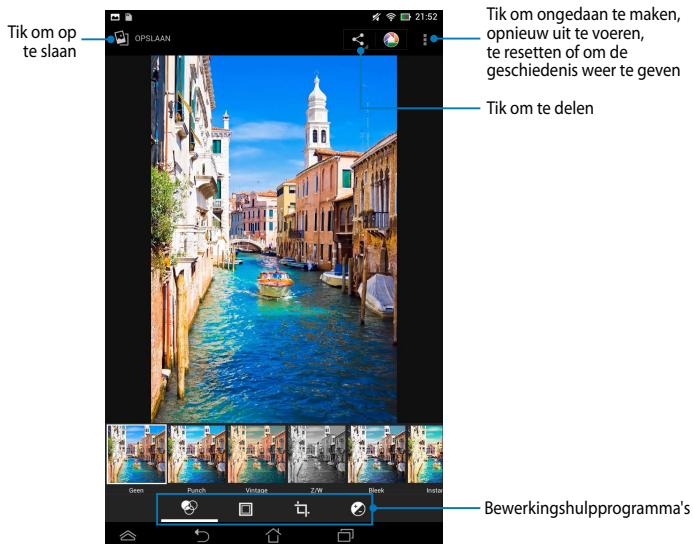 Tik om op
te slaan
21:52
OPSLAAN
Tik om ongedaan te maken,
opnieuw uit te voeren,
te resetten of om de
geschiedenis weer te geven
Tik om te delen
Geen
Punch
Vintage
Z/W
Bleek
Instan
Bewerkingshulpprogramma's